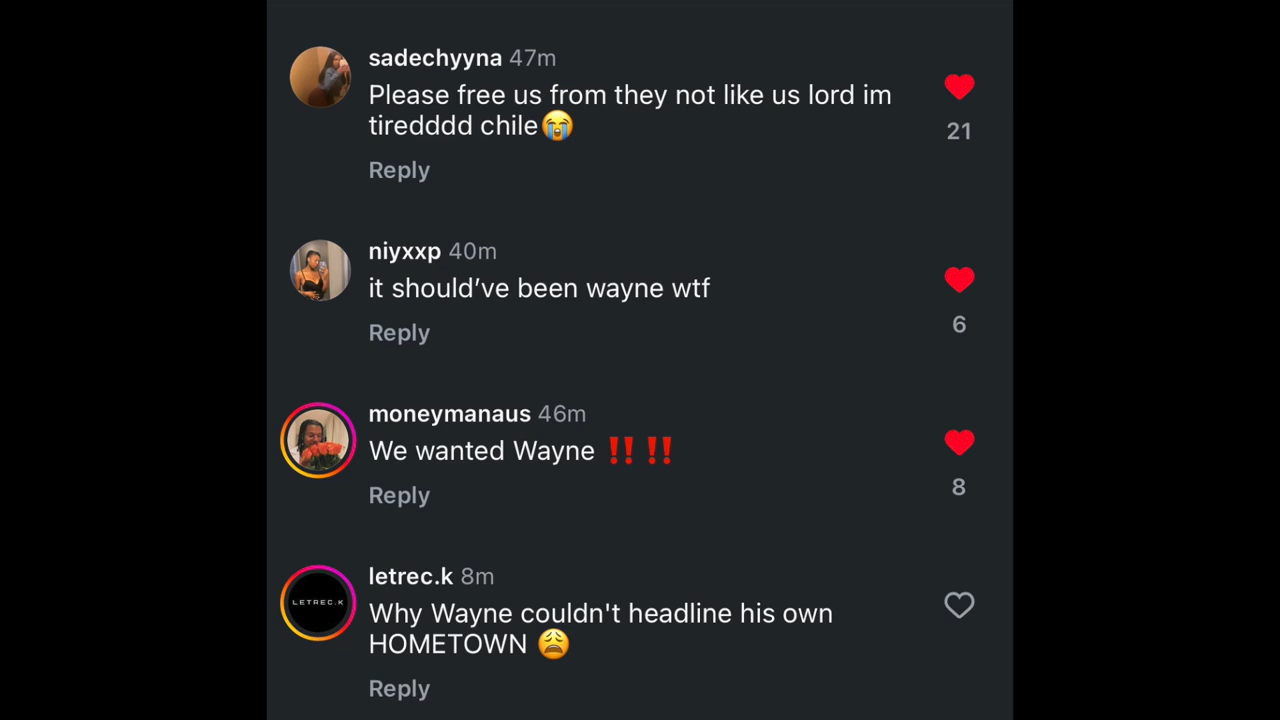 sadechyyna 47m
Please free us from they not like us lord im
tiredddd chile😭
21
Reply
niyxxp 40m
it should’ve been wayne wtf
6
Reply
moneymanaus 46m
We wanted Wayne ‼️‼️
8
Reply
LETREC.K
letrec.k 8m
Why Wayne couldn't headline his own
HOMETOWN 😩
Reply